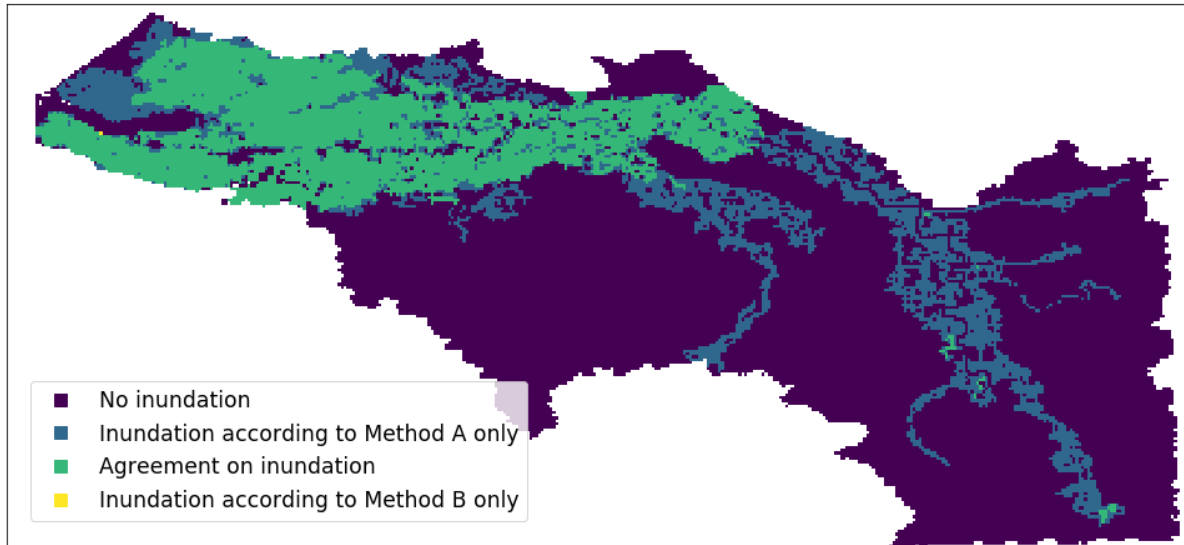 No inundation
Inundation according to Method A only
Agreement on inundation
Inundation according to Method B only